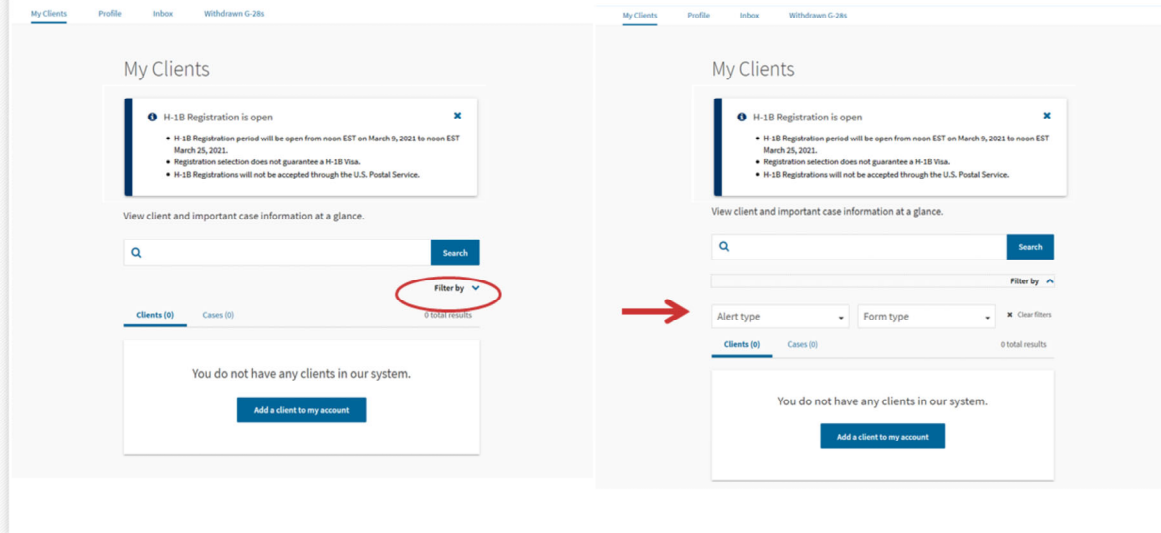 My Clients Profile Inbox Withdrawn G-28s
My Clients
H-1B Registration is open
H-1B Registration period will be open from noon EST on March 9, 2021 to noon EST
March 25, 2021.
Registration selection does not guarantee a H-1B Visa.
H-1B Registrations will not be accepted through the U.S. Postal Service.
View client and important case information at a glance.
Search
Filter by
Clients (0) Cases (0) 0 total results
You do not have any clients in our system.
Add a client to my account
My Clients Profile Inbox Withdrawn G-28s
My Clients
H-1B Registration is open
H-1B Registration period will be open from noon EST on March 9, 2021 to noon EST
March 25, 2021.
Registration selection does not guarantee a H-1B Visa.
H-1B Registrations will not be accepted through the U.S. Postal Service.
View client and important case information at a glance.
Search
Filter by
Alert type Form type Clear filters
Clients (0) Cases (0) 0 total results
You do not have any clients in our system.
Add a client to my account